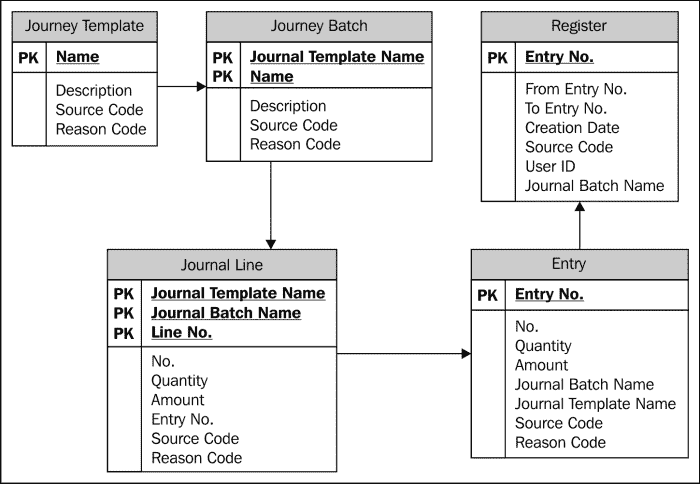 Journey Template
PK Name
Description
Source Code
Reason Code
Journey Batch
PK Journal Template Name
PK Name
Description
Source Code
Reason Code
Register
PK Entry No.
From Entry No.
To Entry No.
Creation Date
Source Code
User ID
Journal Batch Name
Journal Line
PK Journal Template Name
PK Journal Batch Name
PK Line No.
No.
Quantity
Amount
Entry No.
Source Code
Reason Code
Entry
PK Entry No.
No.
Quantity
Amount
Journal Batch Name
Journal Template Name
Source Code
Reason Code